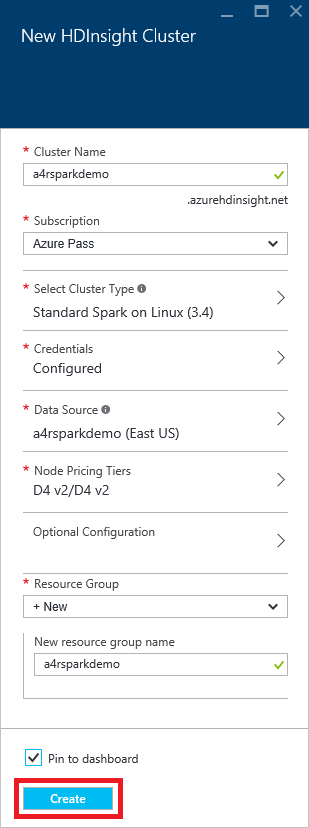 New HDInsight Cluster
* Cluster Name
a4rsparkdemo
.azurehdinsight.net
* Subscription
Azure Pass
* Select Cluster Type
Standard Spark on Linux (3.4)
* Credentials
Configured
* Data Source
a4rsparkdemo (East US)
* Node Pricing Tiers
D4 v2/D4 v2
Optional Configuration
* Resource Group
+ New
New resource group name
a4rsparkdemo
Pin to dashboard
Create